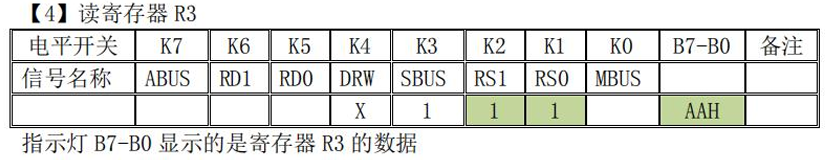 【4】读寄存器 R3
电平开关 K7 K6 K5 K4 K3 K2 K1 K0 B7-B0 备注
信号名称 ABUS RD1 RD0 DRW SBUS RS1 RS0 MBUS
X 1 1 1 AAH
指示灯 B7-B0 显示的是寄存器 R3 的数据